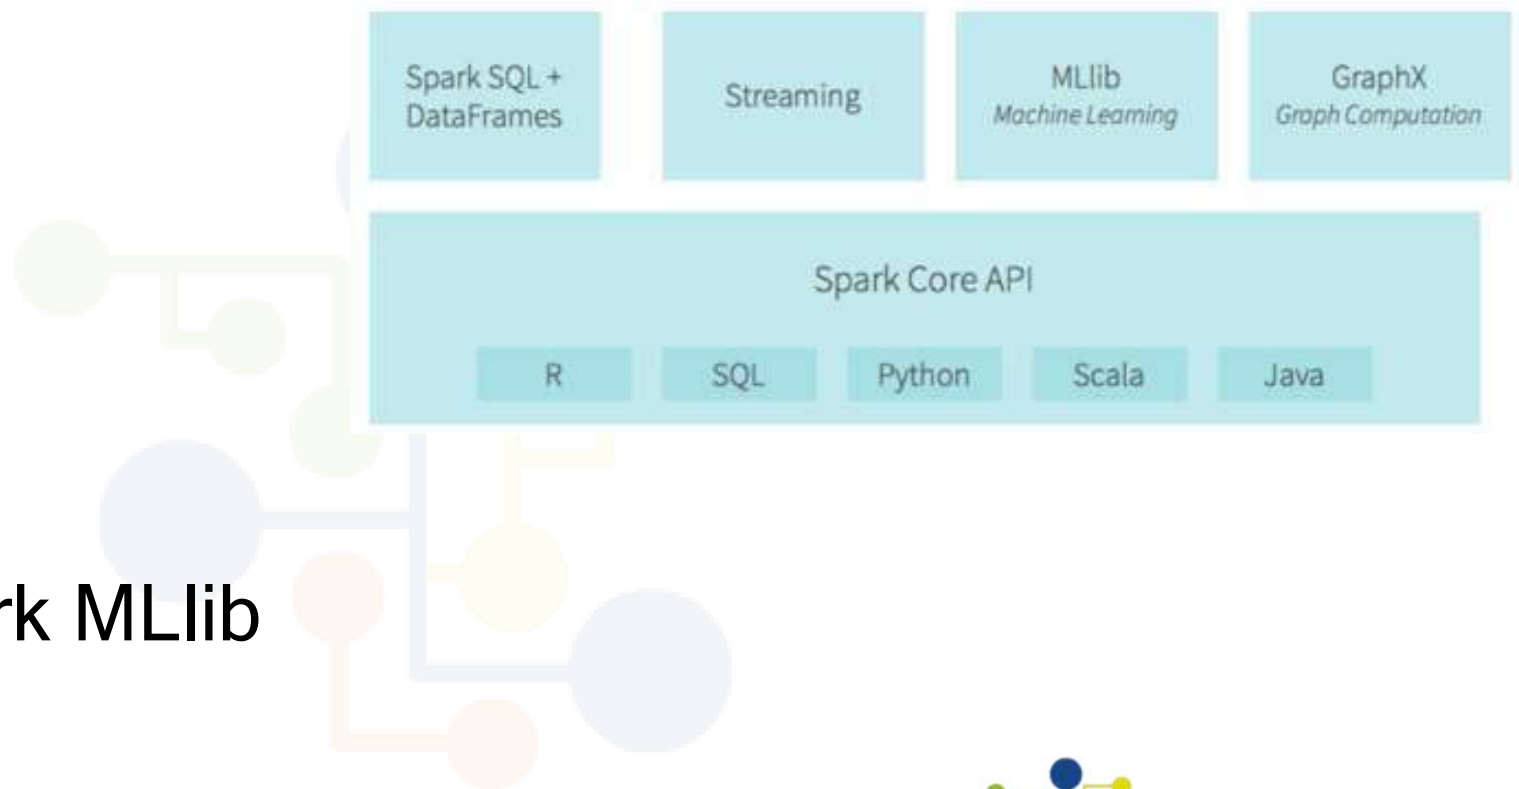 Spark SQL +
DataFrames
Streaming
MLlib
Machine Learning
GraphX
Graph Computation
Spark Core API
R SQL Python Scala Java
rk MLlib